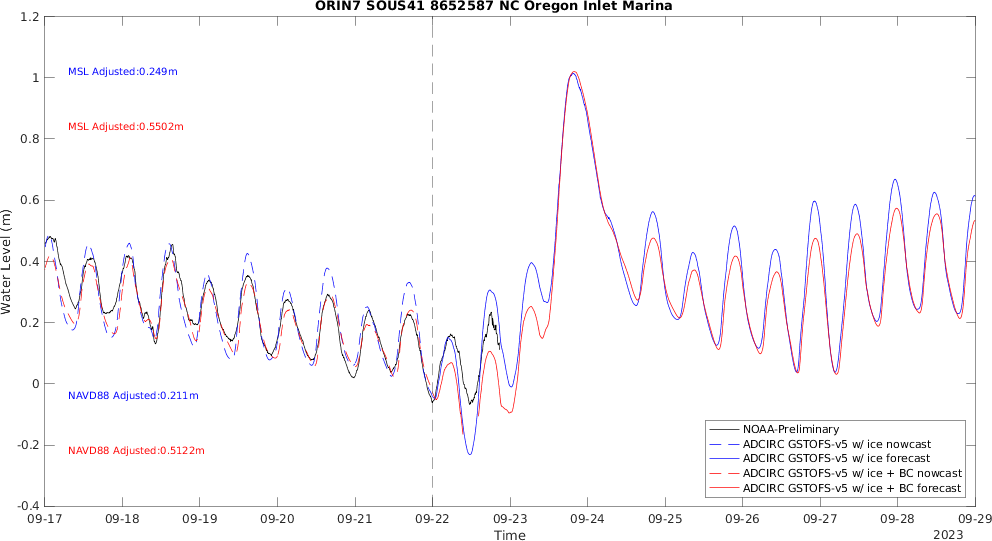 ORIN7 SOUS41 8652587 NC Oregon Inlet Marina
1.2
1
0.8
0.6
0.4
0.2
0
-0.2
-0.4
Water Level (m)
MSL Adjusted:0.249m
MSL Adjusted:0.5502m
NAVD88 Adjusted:0.211m
NAVD88 Adjusted:0.5122m
NOAA-Preliminary
ADCIRC GSTOFS-v5 w/ ice nowcast
ADCIRC GSTOFS-v5 w/ ice forecast
ADCIRC GSTOFS-v5 w/ ice + BC nowcast
ADCIRC GSTOFS-v5 w/ ice + BC forecast
09-17 09-18 09-19 09-20 09-21 09-22 09-23 09-24 09-25 09-26 09-27 09-28 09-29
Time
2023